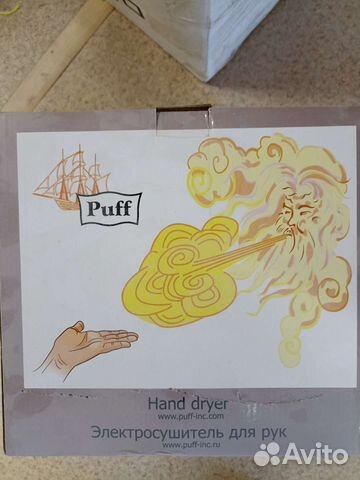 Puff
Hand dryer
www.puff-inc.com
Электросушитель для рук
www.puff-inc.ru
Avito